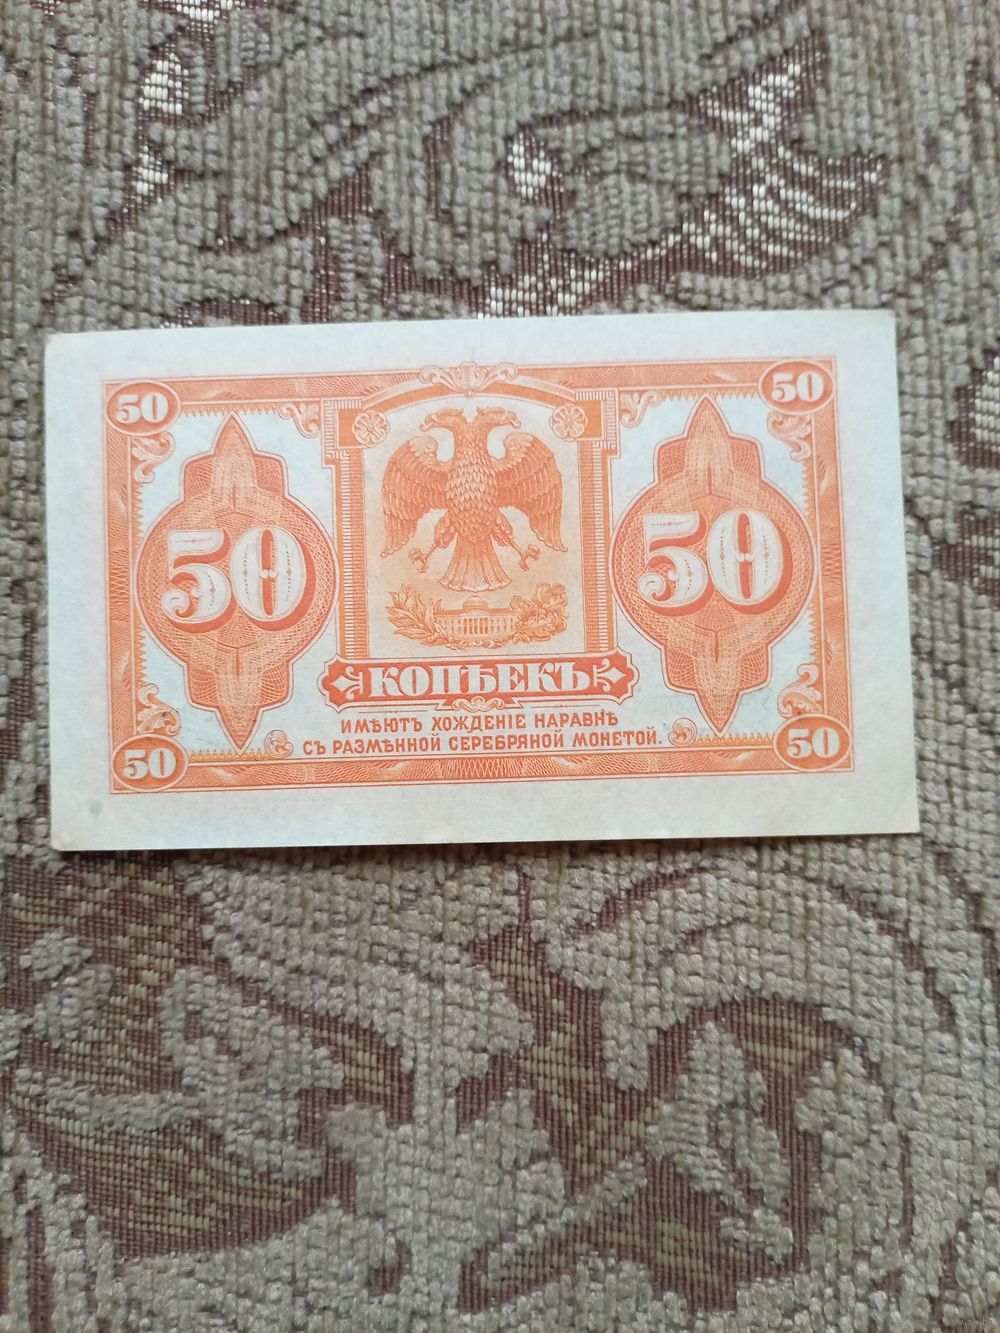 50 50
50 50
КОПѢЕКЪ
ИМѢЮТЪ ХОЖДЕНІЕ НАРАВНѢ
СЪ РАЗМѢННОЙ СЕРЕБРЯНОЙ МОНЕТОЙ.
50 50